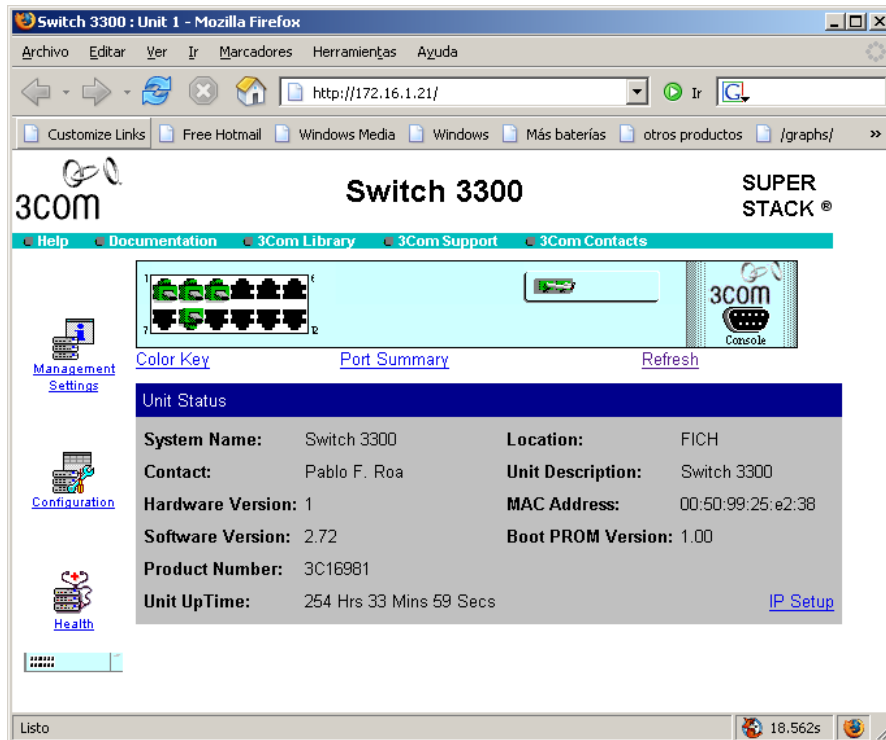 Switch 3300 : Unit 1 - Mozilla Firefox
Archivo Editar Ver Ir Marcadores Herramientas Ayuda
http://172.16.1.21/ Ir G
Customize Links Free Hotmail Windows Media Windows Más baterías otros productos /graphs/ »
3COM Switch 3300 SUPER
STACK ®
Help Documentation 3Com Library 3Com Support 3Com Contacts
1 6
7 12
3COM
Console
Color Key Port Summary Refresh
Management
Settings
Configuration
Health
Unit Status
System Name: Switch 3300 Location: FICH
Contact: Pablo F. Roa Unit Description: Switch 3300
Hardware Version: 1 MAC Address: 00:50:99:25:e2:38
Software Version: 2.72 Boot PROM Version: 1.00
Product Number: 3C16981
Unit UpTime: 254 Hrs 33 Mins 59 Secs IP Setup
Listo 18.562s